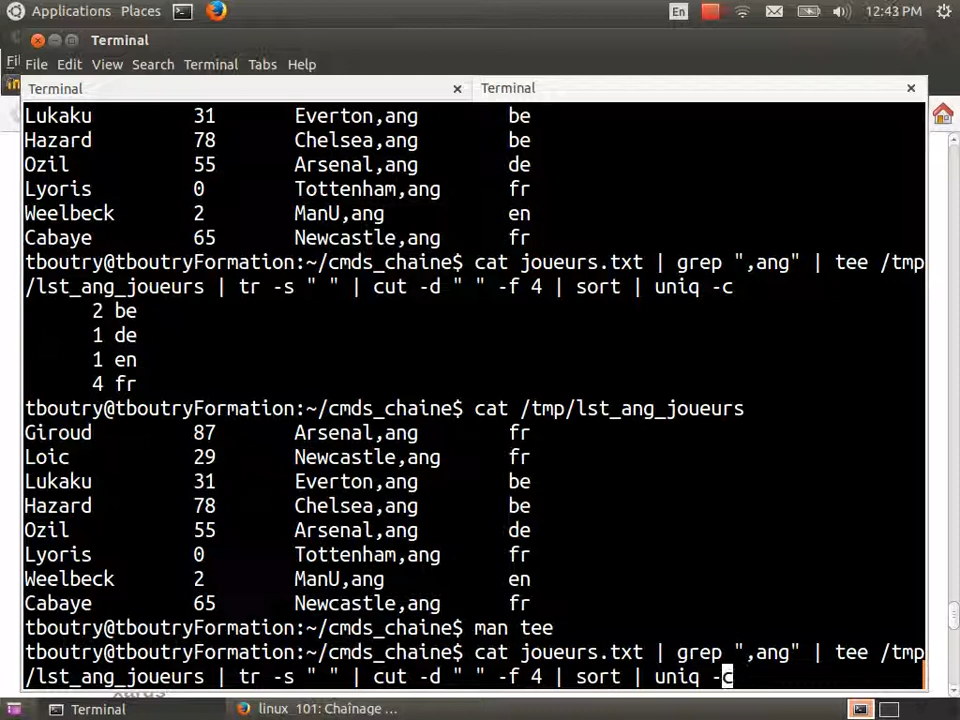 Applications Places En 12:43 PM
Terminal
File Edit View Search Terminal Tabs Help
Terminal × Terminal ×
Lukaku 31 Everton,ang be
Hazard 78 Chelsea,ang be
Ozil 55 Arsenal,ang de
Lyoris 0 Tottenham,ang fr
Weelbeck 2 ManU,ang en
Cabaye 65 Newcastle,ang fr
tboutry@tboutryFormation:~/cmds_chaine$ cat joueurs.txt | grep ",ang" | tee /tmp
/lst_ang_joueurs | tr -s " " | cut -d " " -f 4 | sort | uniq -c
2 be
1 de
1 en
4 fr
tboutry@tboutryFormation:~/cmds_chaine$ cat /tmp/lst_ang_joueurs
Giroud 87 Arsenal,ang fr
Loic 29 Newcastle,ang fr
Lukaku 31 Everton,ang be
Hazard 78 Chelsea,ang be
Ozil 55 Arsenal,ang de
Lyoris 0 Tottenham,ang fr
Weelbeck 2 ManU,ang en
Cabaye 65 Newcastle,ang fr
tboutry@tboutryFormation:~/cmds_chaine$ man tee
tboutry@tboutryFormation:~/cmds_chaine$ cat joueurs.txt | grep ",ang" | tee /tmp
/lst_ang_joueurs | tr -s " " | cut -d " " -f 4 | sort | uniq -c
Terminal linux_101: Chaînage ...